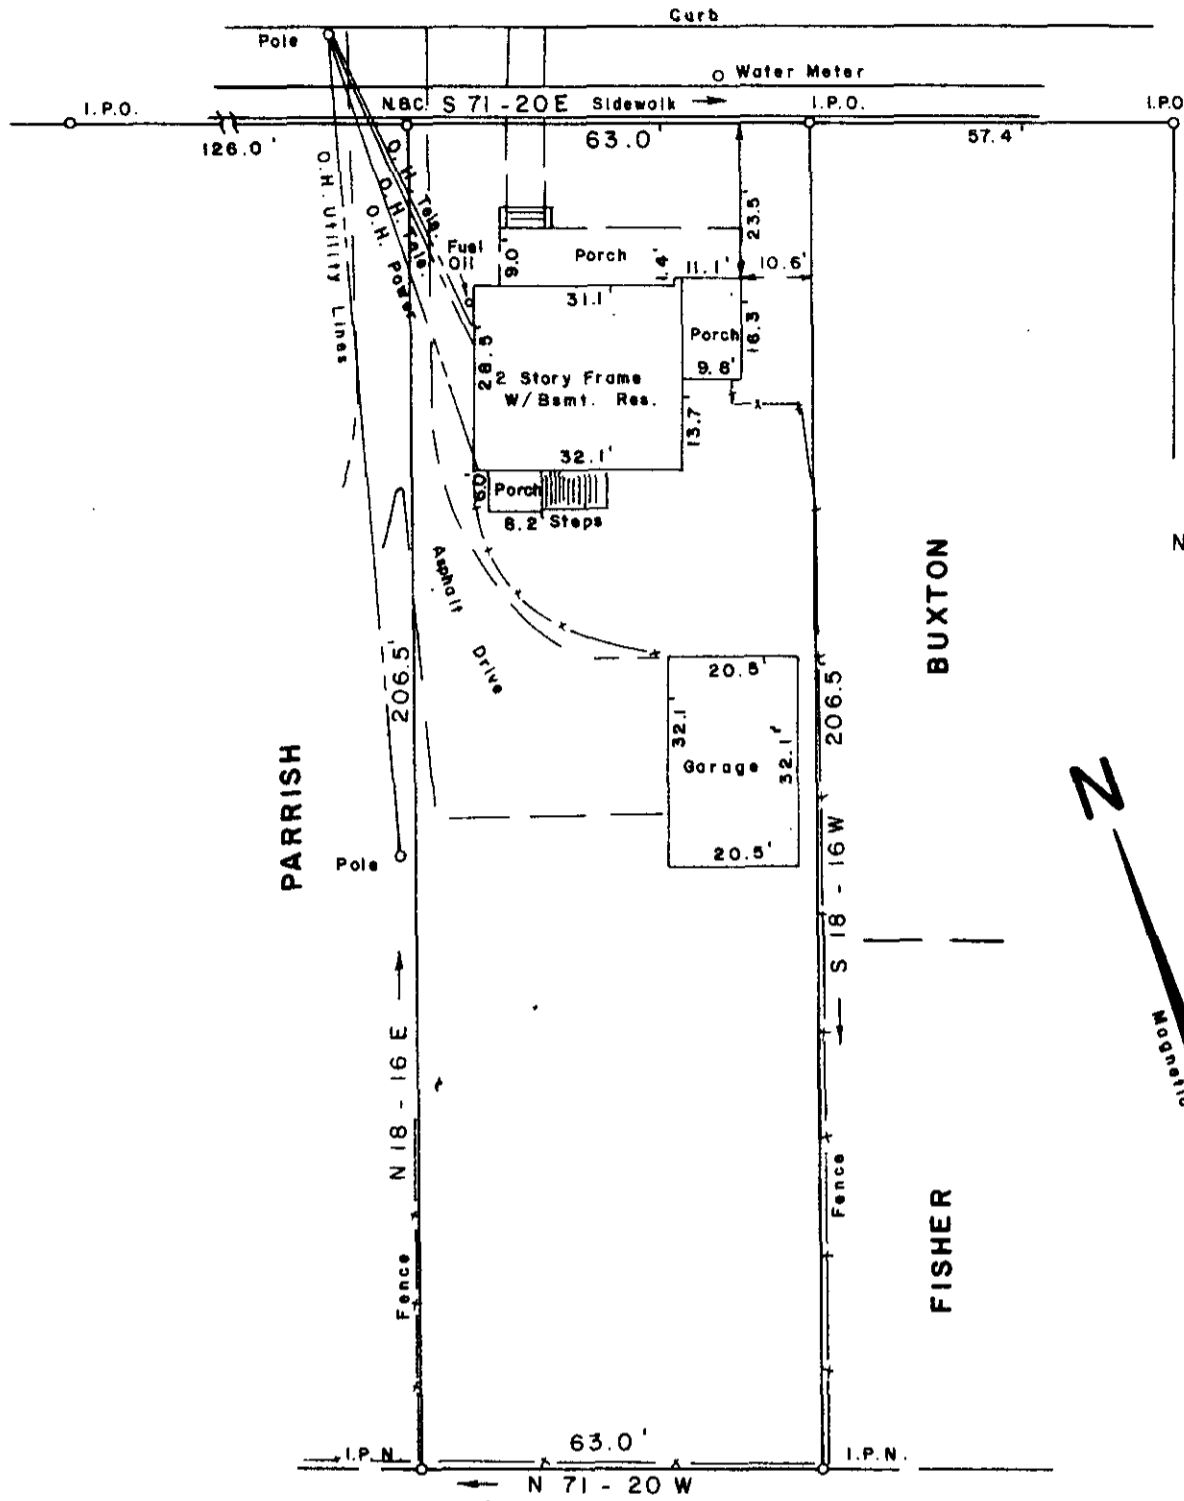 Curb
Pole
Water Meter
I.P.O.
N.B.C. S 71-20E Sidewalk
I.P.O.
I.P.O.
126.0'
63.0'
57.4'
O.H. Utility Lines
O.H. Tele.
O.H. Tele.
O.H. Power
Fuel
Oil
9.0'
Porch
1.4'
11.1'
23.5'
10.6'
31.1'
28.5'
Porch
16.3'
9.8'
2 Story Frame
W/Bsmt. Res.
13.7'
32.1'
6.0'
Porch
8.2' Steps
Asphalt
Drive
N
BUXTON
206.5'
20.5'
32.1'
32.1'
Garage
20.5'
206.5
PARRISH
Pole
S 18-16W
N
Magnetic
N 18-16 E
Fence
Fence
FISHER
63.0'
I.P.N.
I.P.N.
N 71-20 W